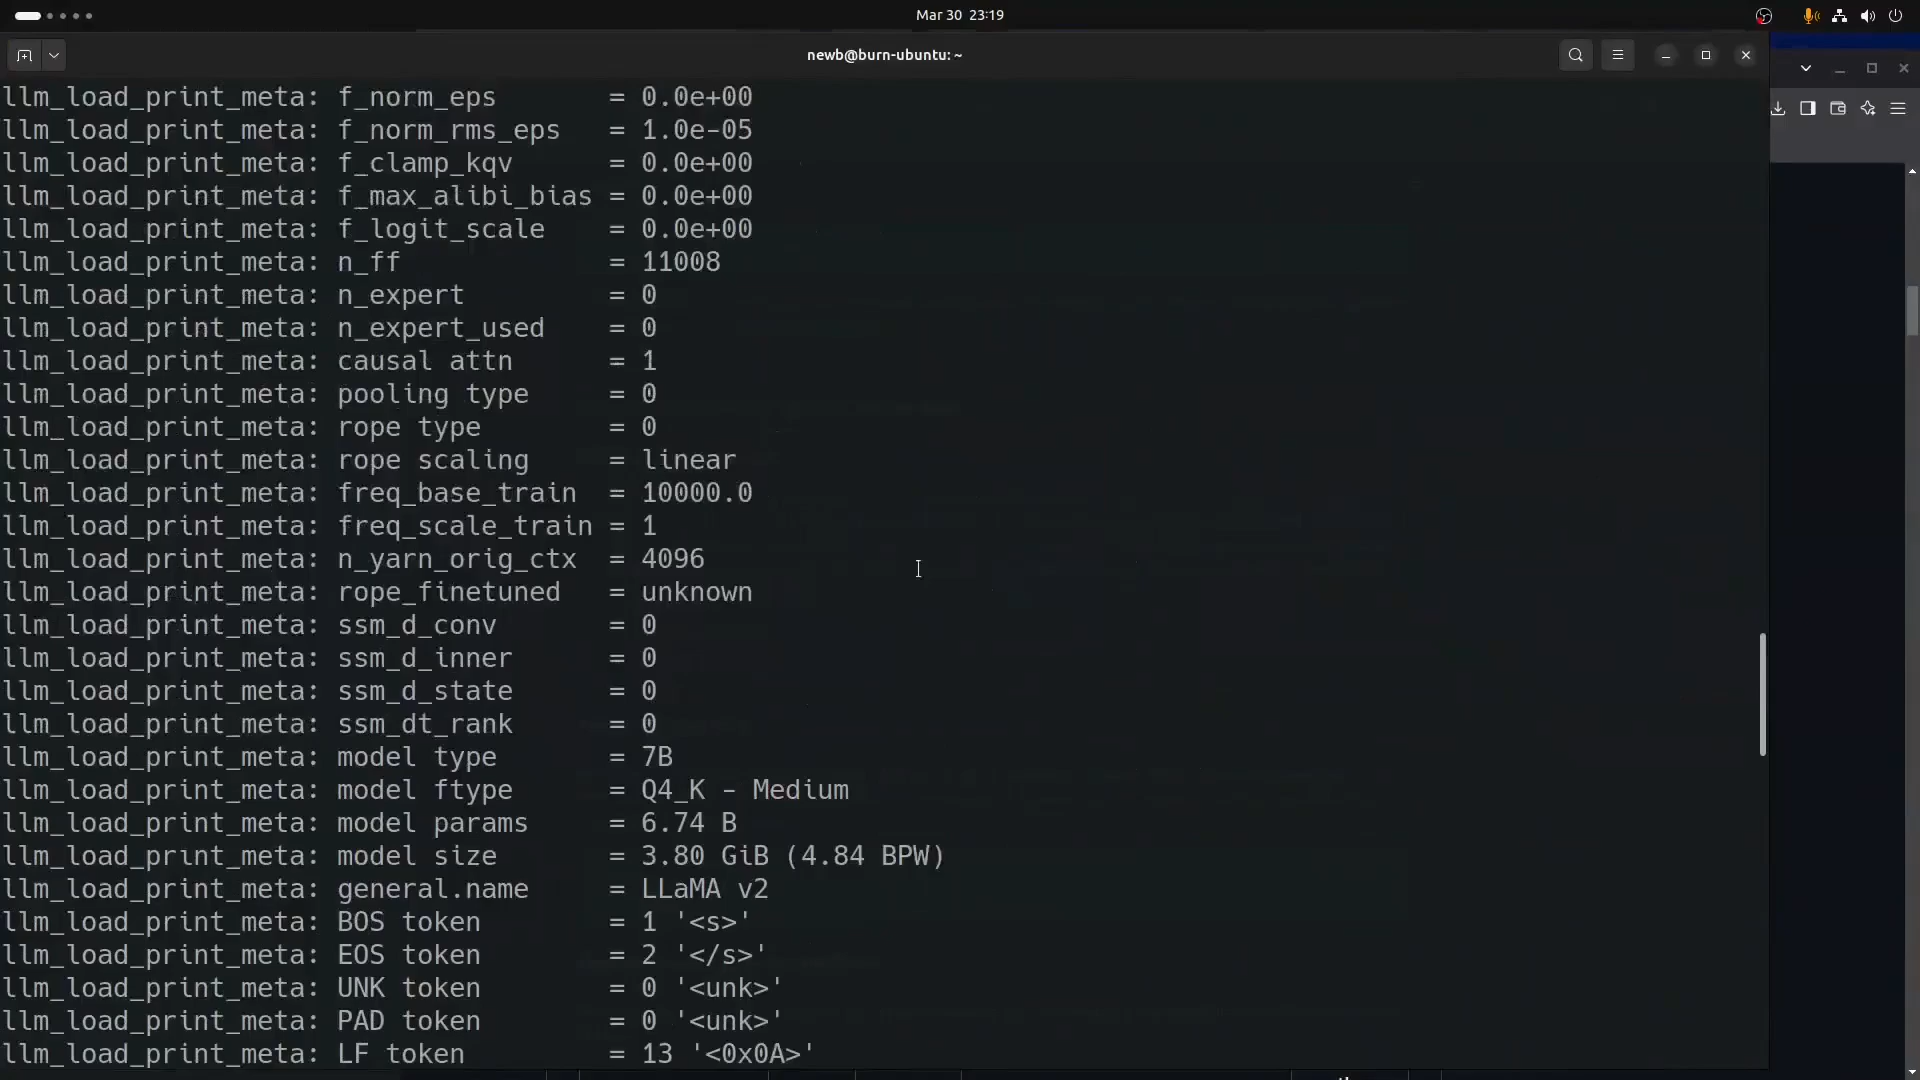 Mar 30 23:19
newb@burn-ubuntu: ~
llm_load_print_meta: f_norm_eps = 0.0e+00
llm_load_print_meta: f_norm_rms_eps = 1.0e-05
llm_load_print_meta: f_clamp_kqv = 0.0e+00
llm_load_print_meta: f_max_alibi_bias = 0.0e+00
llm_load_print_meta: f_logit_scale = 0.0e+00
llm_load_print_meta: n_ff = 11008
llm_load_print_meta: n_expert = 0
llm_load_print_meta: n_expert_used = 0
llm_load_print_meta: causal attn = 1
llm_load_print_meta: pooling type = 0
llm_load_print_meta: rope type = 0
llm_load_print_meta: rope scaling = linear
llm_load_print_meta: freq_base_train = 10000.0
llm_load_print_meta: freq_scale_train = 1
llm_load_print_meta: n_yarn_orig_ctx = 4096
llm_load_print_meta: rope_finetuned = unknown
llm_load_print_meta: ssm_d_conv = 0
llm_load_print_meta: ssm_d_inner = 0
llm_load_print_meta: ssm_d_state = 0
llm_load_print_meta: ssm_dt_rank = 0
llm_load_print_meta: model type = 7B
llm_load_print_meta: model ftype = Q4_K - Medium
llm_load_print_meta: model params = 6.74 B
llm_load_print_meta: model size = 3.80 GiB (4.84 BPW)
llm_load_print_meta: general.name = LLaMA v2
llm_load_print_meta: BOS token = 1 '<s>'
llm_load_print_meta: EOS token = 2 '</s>'
llm_load_print_meta: UNK token = 0 '<unk>'
llm_load_print_meta: PAD token = 0 '<unk>'
llm_load_print_meta: LF token = 13 '<0x0A>'